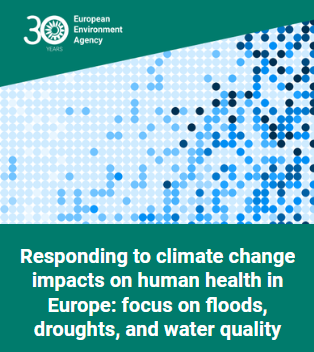 30
YEARS
European
Environment
Agency
Responding to climate change
impacts on human health in
Europe: focus on floods,
droughts, and water quality